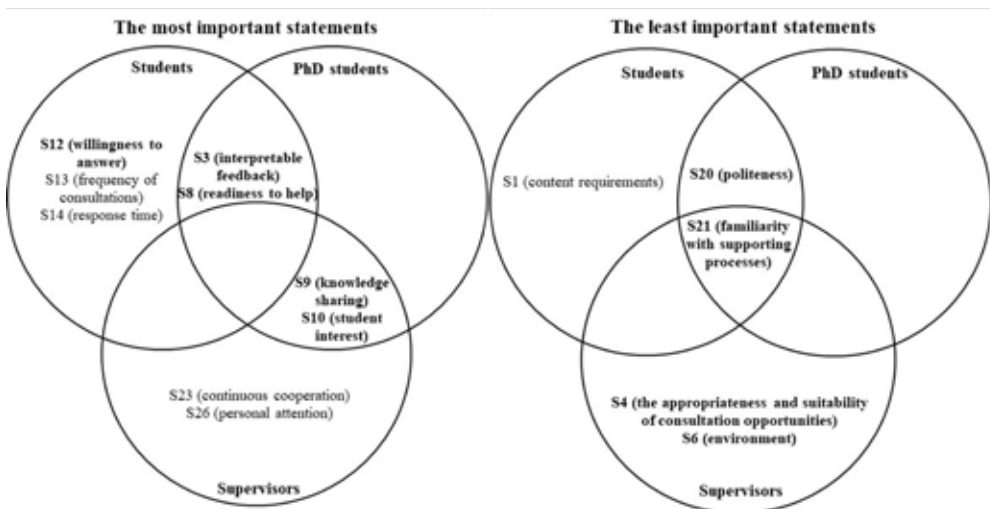 The most important statements
Students
PhD students
S12 (willingness to
answer)
S13 (frequency of
consultations)
S14 (response time)
S3 (interpretable
feedback)
S8 (readiness to help)
S9 (knowledge
sharing)
S10 (student
interest)
S23 (continuous cooperation)
S26 (personal attention)
Supervisors
The least important statements
Students
PhD students
S1 (content requirements)
S20 (politeness)
S21 (familiarity
with supporting
processes)
S4 (the appropriateness and suitability
of consultation opportunities)
S6 (environment)
Supervisors